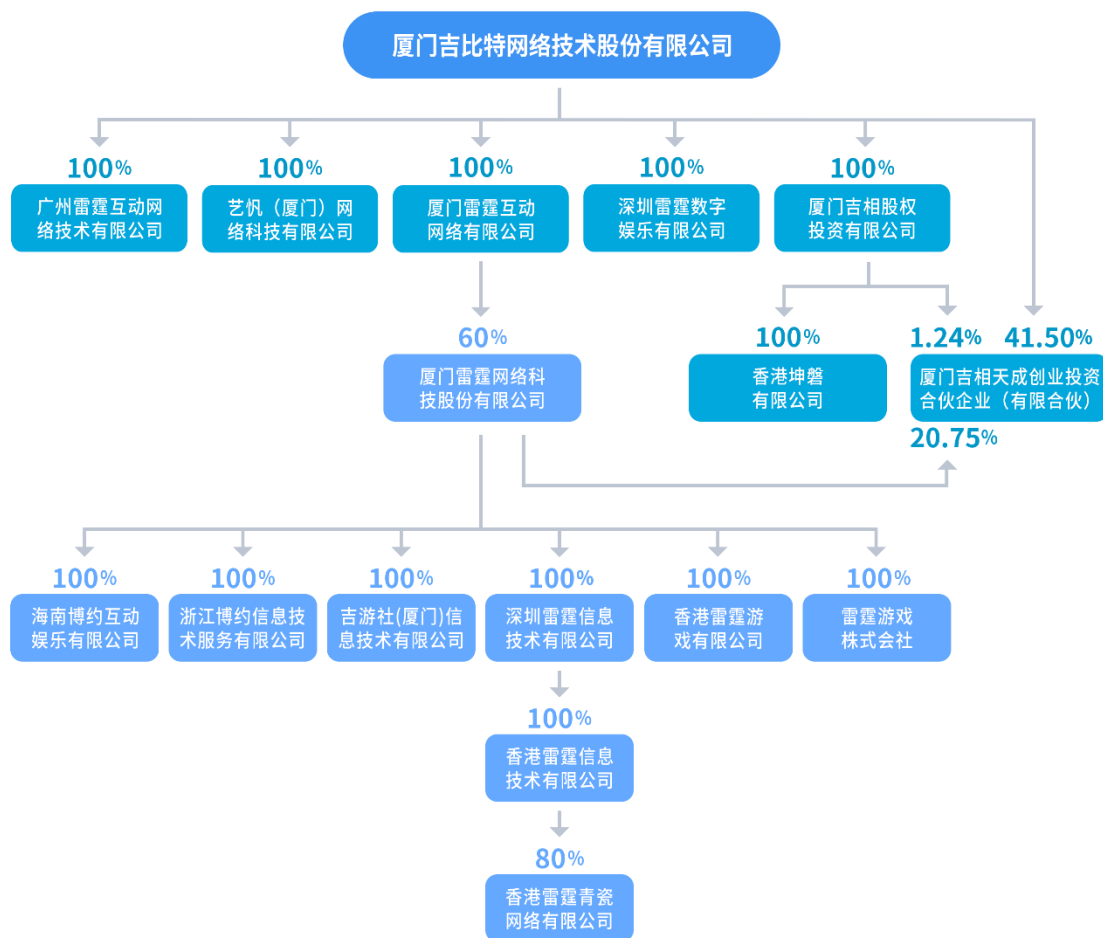 厦门吉比特网络技术股份有限公司
100%
100%
100%
100%
100%
广州雷霆互动网
络技术有限公司
艺忛（厦门）网
络科技有限公司
厦门雷霆互动
网络有限公司
深圳雷霆数字
娱乐有限公司
厦门吉相股权
投资有限公司
60%
100%
1.24%
41.50%
厦门雷霆网络科
技股份有限公司
香港坤磐
有限公司
厦门吉相天成创业投资
合伙企业（有限合伙）
20.75%
100%
100%
100%
100%
100%
100%
海南博约互动
娱乐有限公司
浙江博约信息技
术服务有限公司
吉游社(厦门)信
息技术有限公司
深圳雷霆信息
技术有限公司
香港雷霆游
戏有限公司
雷霆游戏
株式会社
100%
香港雷霆信息
技术有限公司
80%
香港雷霆青瓷
网络有限公司